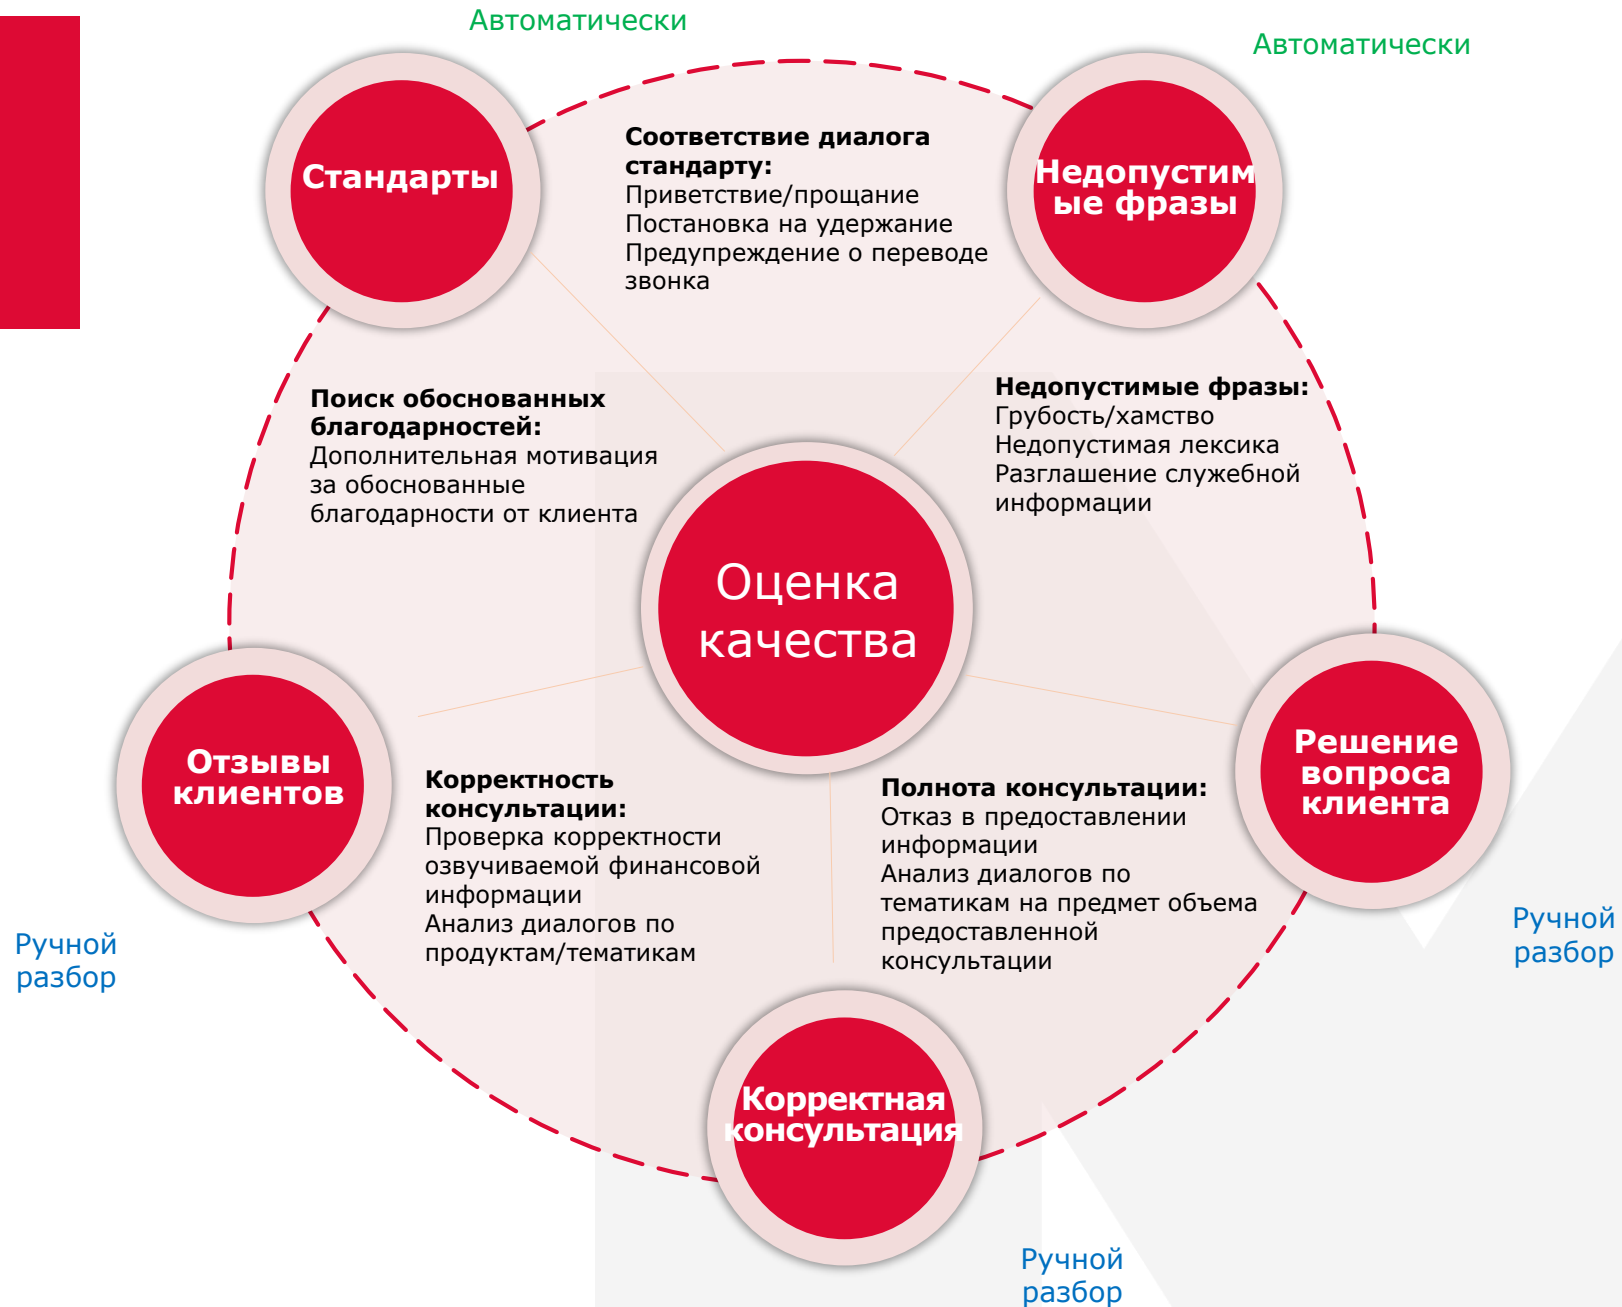 Автоматически
Автоматически
Стандарты
Соответствие диалога
стандарту:
Приветствие/прощание
Постановка на удержание
Предупреждение о переводе
звонка
Недопустим
ые фразы
Поиск обоснованных
благодарностей:
Дополнительная мотивация
за обоснованные
благодарности от клиента
Недопустимые фразы:
Грубость/хамство
Недопустимая лексика
Разглашение служебной
информации
Оценка
качества
Отзывы
клиентов
Корректность
консультации:
Проверка корректности
озвучиваемой финансовой
информации
Анализ диалогов по
продуктам/тематикам
Полнота консультации:
Отказ в предоставлении
информации
Анализ диалогов по
тематикам на предмет объема
предоставленной
консультации
Решение
вопроса
клиента
Ручной
разбор
Ручной
разбор
Корректная
консультация
Ручной
разбор